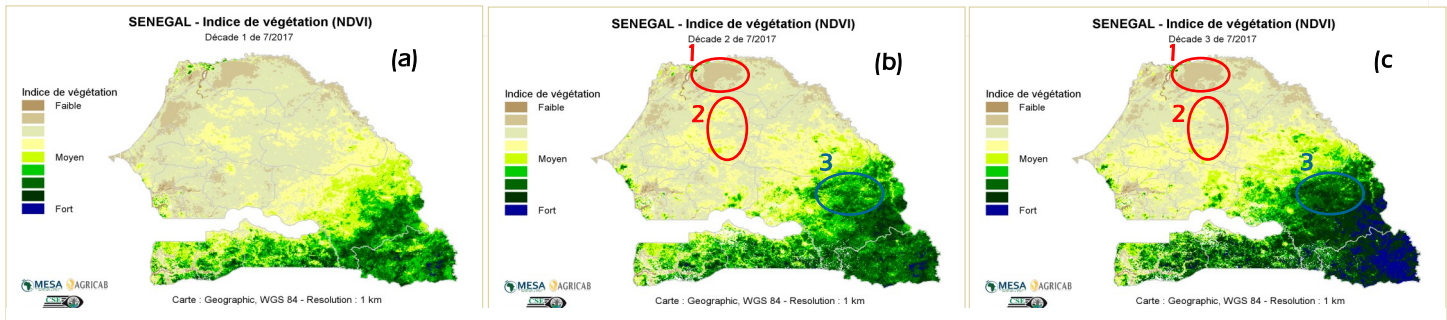 SENEGAL - Indice de végétation (NDVI)
Décade 1 de 7/2017
(a)
Indice de végétation
Faible
Moyen
Fort
MESA AGRICAB
CSE
Carte : Geographic, WGS 84 - Resolution : 1 km
SENEGAL - Indice de végétation (NDVI)
Décade 2 de 7/2017
1
(b)
Indice de végétation
Faible
2
Moyen
3
Fort
MESA AGRICAB
CSE
Carte : Geographic, WGS 84 - Resolution : 1 km
SENEGAL - Indice de végétation (NDVI)
Décade 3 de 7/2017
1
(c
Indice de végétation
Faible
2
Moyen
3
Fort
MESA AGRICAB
CSE
Carte : Geographic, WGS 84 - Resolution : 1 km